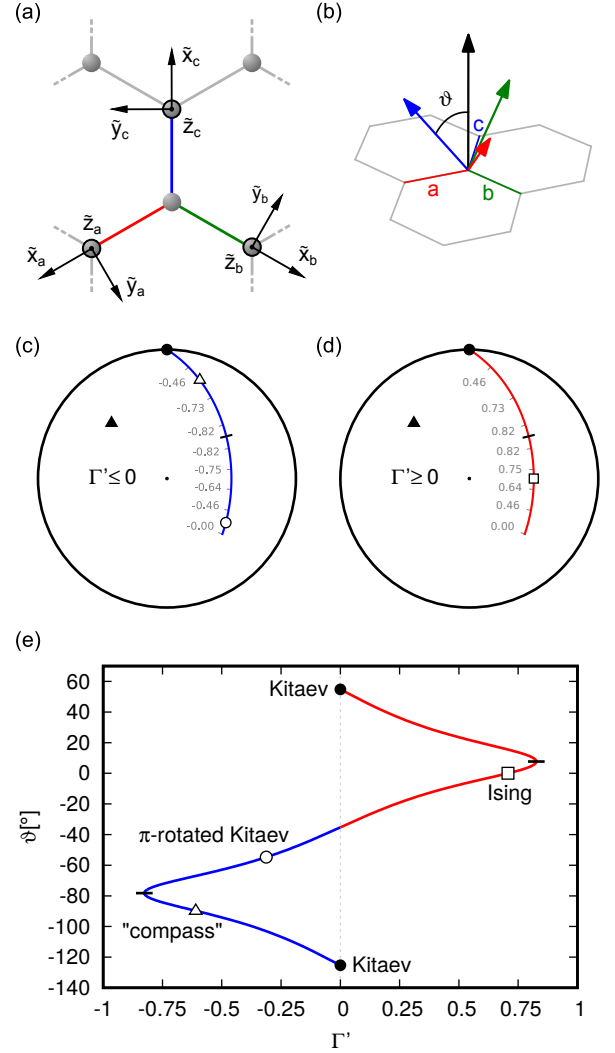 (a)
(b)
x̃c
ỹc
z̃c
ϑ
c
a
b
z̃a
x̃a
ỹa
ỹb
z̃b
x̃b
(c)
(d)
-0.46
-0.73
-0.82
-0.82
-0.75
-0.64
-0.46
-0.00
Γ'≤ 0
0.46
0.73
0.82
0.82
0.75
0.64
0.46
0.00
Γ'≥ 0
(e)
60
40
20
0
-20
-40
-60
-80
-100
-120
-140
ϑ[°]
Kitaev
Ising
π-rotated Kitaev
"compass"
Kitaev
-1 -0.75 -0.5 -0.25 0 0.25 0.5 0.75 1
Γ'